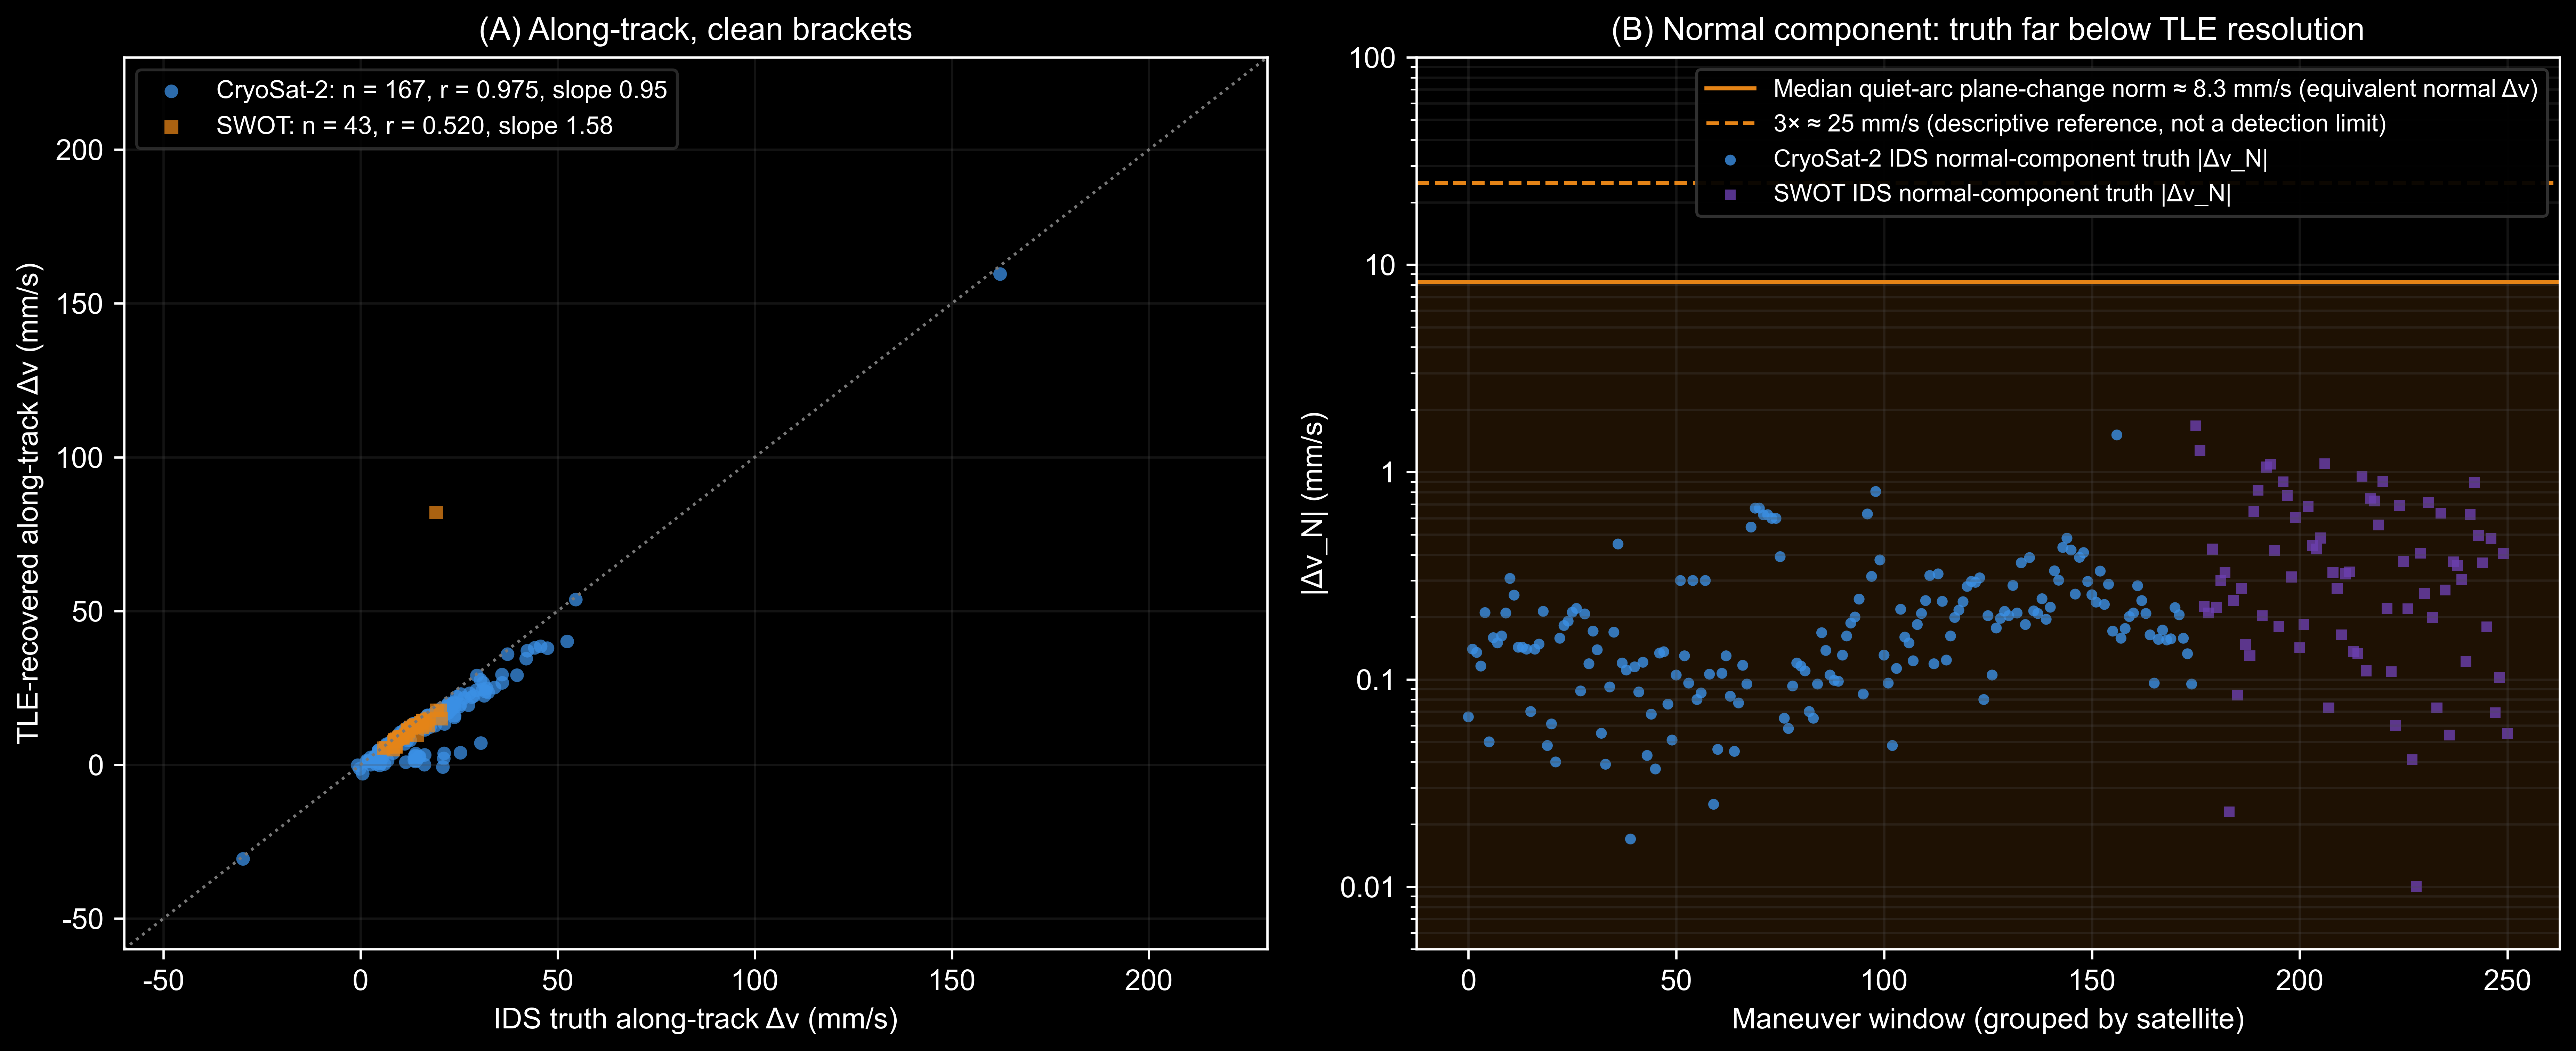 (A) Along-track, clean brackets
CryoSat-2: n = 167, r = 0.975, slope 0.95
SWOT: n = 43, r = 0.520, slope 1.58
TLE-recovered along-track Δv (mm/s)
200
150
100
50
0
-50
-50 0 50 100 150 200
IDS truth along-track Δv (mm/s)
(B) Normal component: truth far below TLE resolution
Median quiet-arc plane-change norm ≈ 8.3 mm/s (equivalent normal Δv)
3× ≈ 25 mm/s (descriptive reference, not a detection limit)
CryoSat-2 IDS normal-component truth |Δv_N|
SWOT IDS normal-component truth |Δv_N|
|Δv_N| (mm/s)
100
10
1
0.1
0.01
0 50 100 150 200 250
Maneuver window (grouped by satellite)